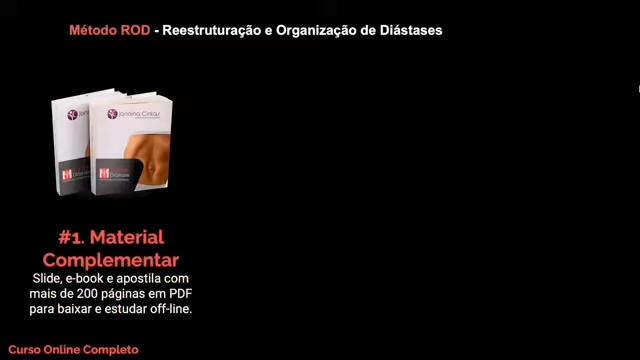 Método ROD - Reestruturação e Organização de Diástases
Janaína Cintas
#1. Material
Complementar
Slide, e-book e apostila com
mais de 200 páginas em PDF
para baixar e estudar off-line.
Curso Online Completo